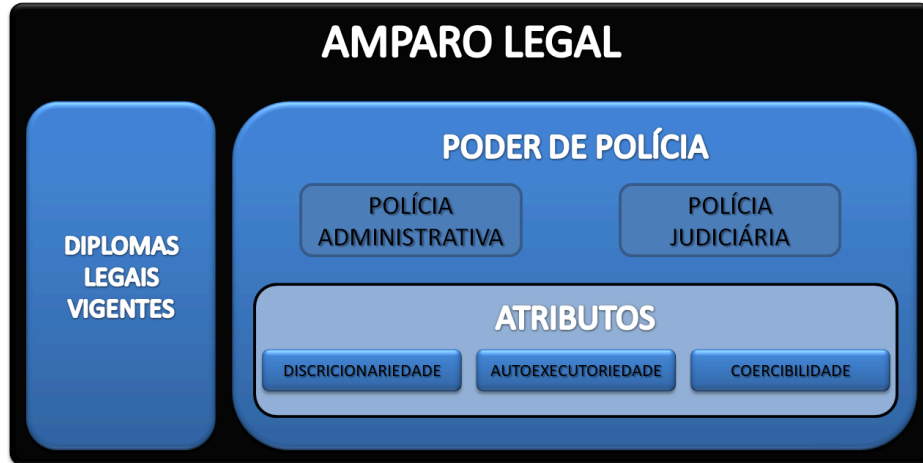 AMPARO LEGAL
DIPLOMAS
LEGAIS
VIGENTES
PODER DE POLÍCIA
POLÍCIA
ADMINISTRATIVA
POLÍCIA
JUDICIÁRIA
ATRIBUTOS
DISCRICIONARIEDADE
AUTOEXECUTORIEDADE
COERCIBILIDADE